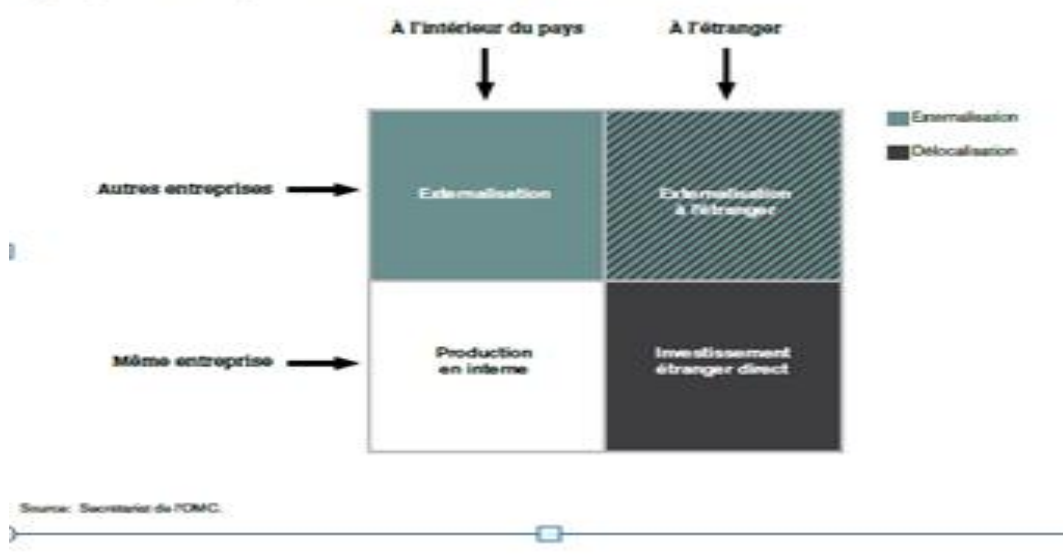 À l'intérieur du pays
À l'étranger
Externalisation
Délocalisation
Autres entreprises
Externalisation
Externalisation
à l'étranger
Même entreprise
Production
en interne
Investissement
étranger direct
Source: Secrétariat de l'OMC.